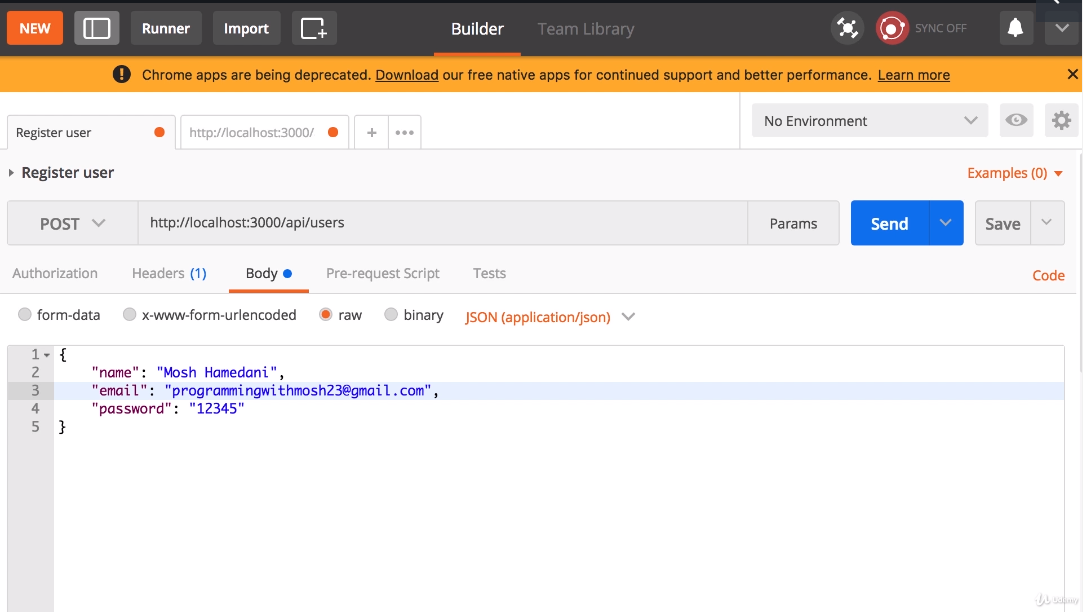 NEW Runner Import Builder Team Library SYNC OFF
Chrome apps are being deprecated. Download our free native apps for continued support and better performance. Learn more
Register user http://localhost:3000/ + ••• No Environment
Register user Examples (0)
POST http://localhost:3000/api/users Params Send Save
Authorization Headers (1) Body Pre-request Script Tests Code
form-data x-www-form-urlencoded raw binary JSON (application/json)
1 {
2 "name": "Mosh Hamedani",
3 "email": "programmingwithmosh23@gmail.com",
4 "password": "12345"
5 }
Udemy